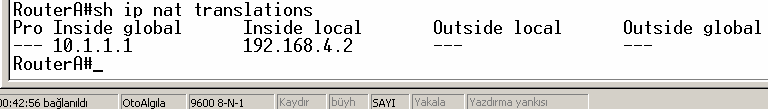 RouterA#sh ip nat translations
Pro Inside global Inside local Outside local Outside global
--- 10.1.1.1 192.168.4.2 --- ---
RouterA#_
00:42:56 bağlanıldı OtoAlgıla 9600 8-N-1 Kaydır büyh SAYI Yakala Yazdırma yankısı